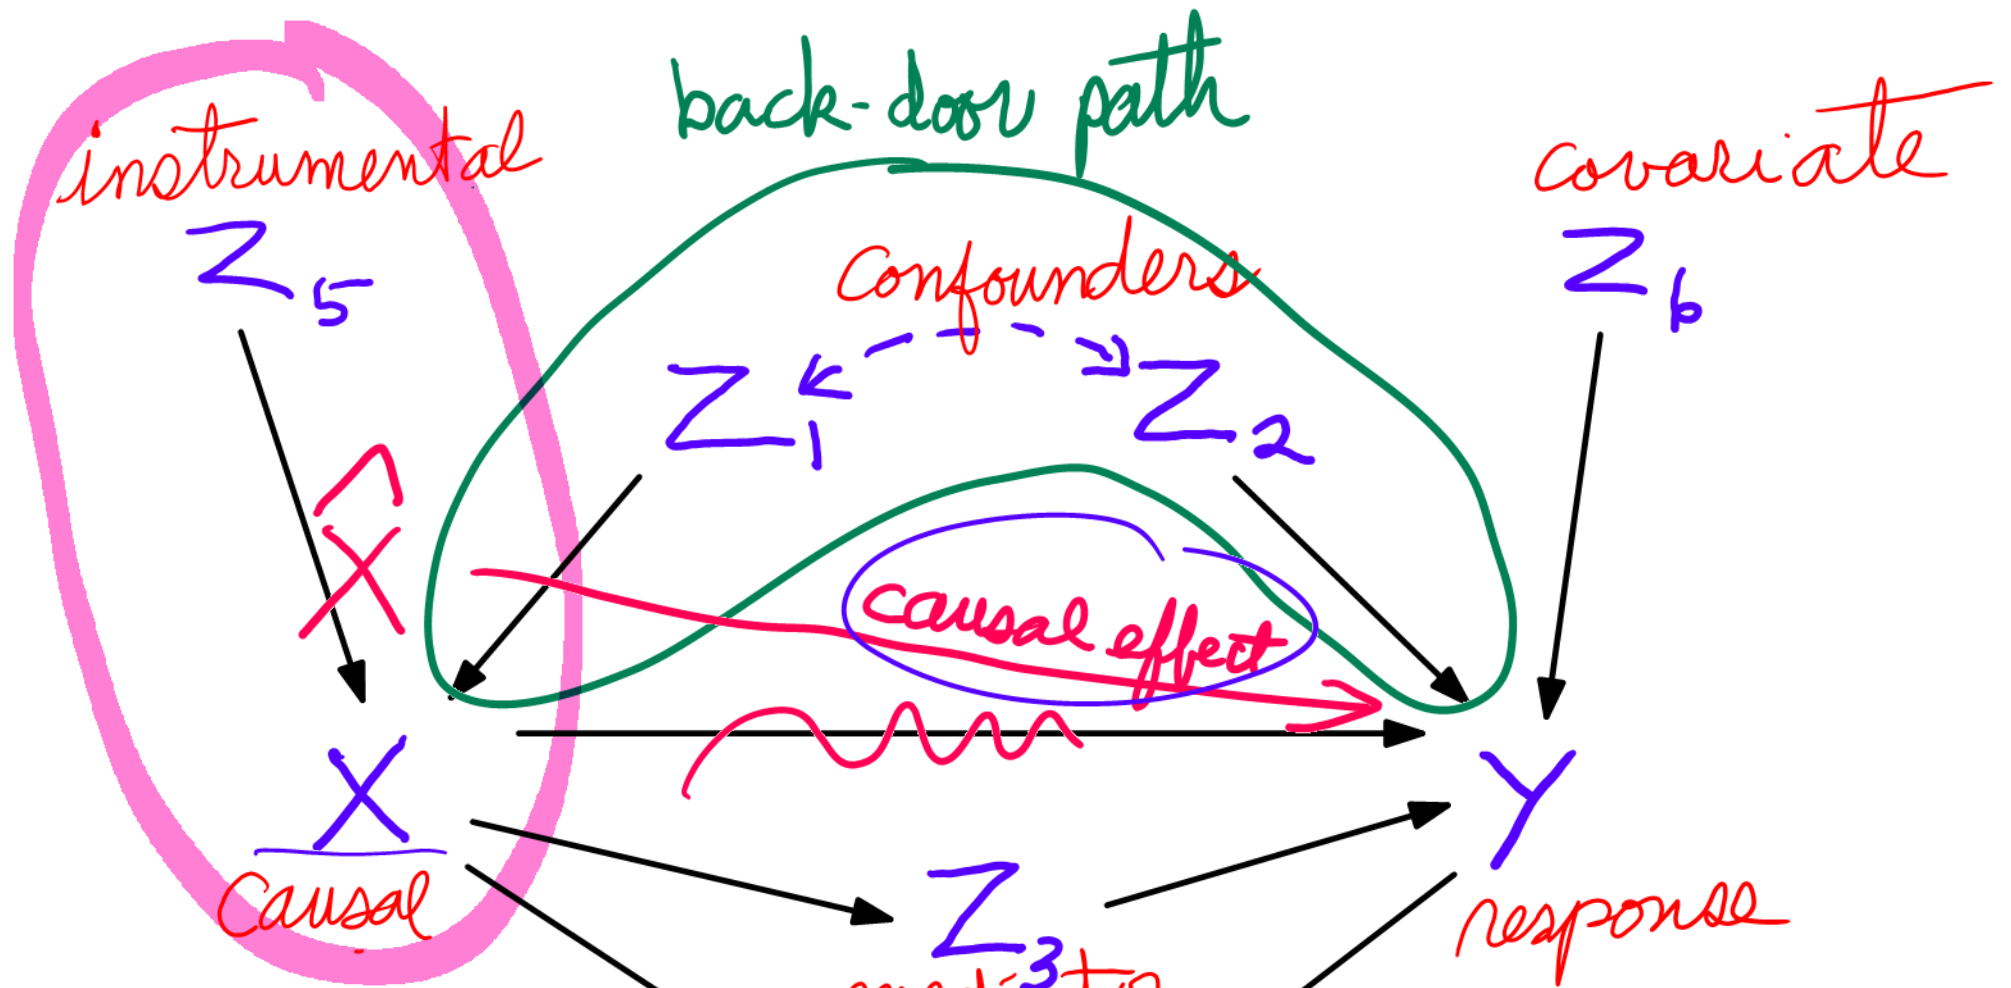 back-door path
instrumental
covariate
Z5
confounders
Z6
Z1
Z2
X̂
causal effect
X
Y
causal
Z3
response